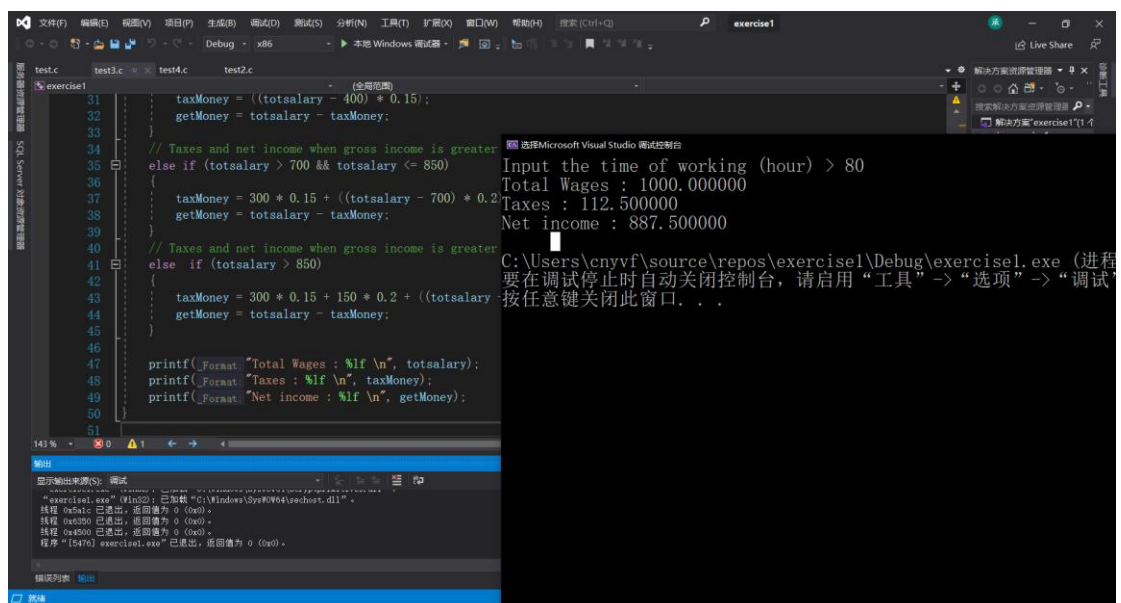 文件(F) 编辑(E) 视图(V) 项目(P) 生成(B) 调试(D) 测试(S) 分析(N) 工具(T) 扩展(X) 窗口(W) 帮助(H) 搜索 (Ctrl+Q) exercise1
Debug x86 本地 Windows 调试器 Live Share
test.c test3.c test4.c test2.c
解决方案资源管理器
exercise1 (全局范围)
搜索解决方案资源管理器
解决方案"exercise1"(1 个
SQL Server 对象资源管理器
31 taxMoney = ((totsalary - 400) * 0.15);
32 getMoney = totsalary - taxMoney;
33 }
34 // Taxes and net income when gross income is greater
35 else if (totsalary > 700 && totsalary <= 850)
36 {
37 taxMoney = 300 * 0.15 + ((totsalary - 700) * 0.2)
38 getMoney = totsalary - taxMoney;
39 }
40 // Taxes and net income when gross income is greater
41 else if (totsalary > 850)
42 {
43 taxMoney = 300 * 0.15 + 150 * 0.2 + ((totsalary -
44 getMoney = totsalary - taxMoney;
45 }
46
47 printf(_Format: "Total Wages : %lf \n", totsalary);
48 printf(_Format: "Taxes : %lf \n", taxMoney);
49 printf(_Format: "Net income : %lf \n", getMoney);
50 }
51
143 % 0 1
选择Microsoft Visual Studio 调试控制台
Input the time of working (hour) > 80
Total Wages : 1000.000000
Taxes : 112.500000
Net income : 887.500000
C:\Users\cnyvf\source\repos\exercise1\Debug\exercise1.exe (进程
要在调试停止时自动关闭控制台，请启用“工具”->“选项”->“调试”
按任意键关闭此窗口. . .
输出
显示输出来源(S): 调试
“exercise1.exe” (Win32): 已加载 “C:\Windows\SysWOW64\sechost.dll”。
线程 0x5a1c 已退出，返回值为 0 (0x0)。
线程 0x6350 已退出，返回值为 0 (0x0)。
线程 0x4500 已退出，返回值为 0 (0x0)。
程序“[5476] exercise1.exe”已退出，返回值为 0 (0x0)。
错误列表 输出
就绪